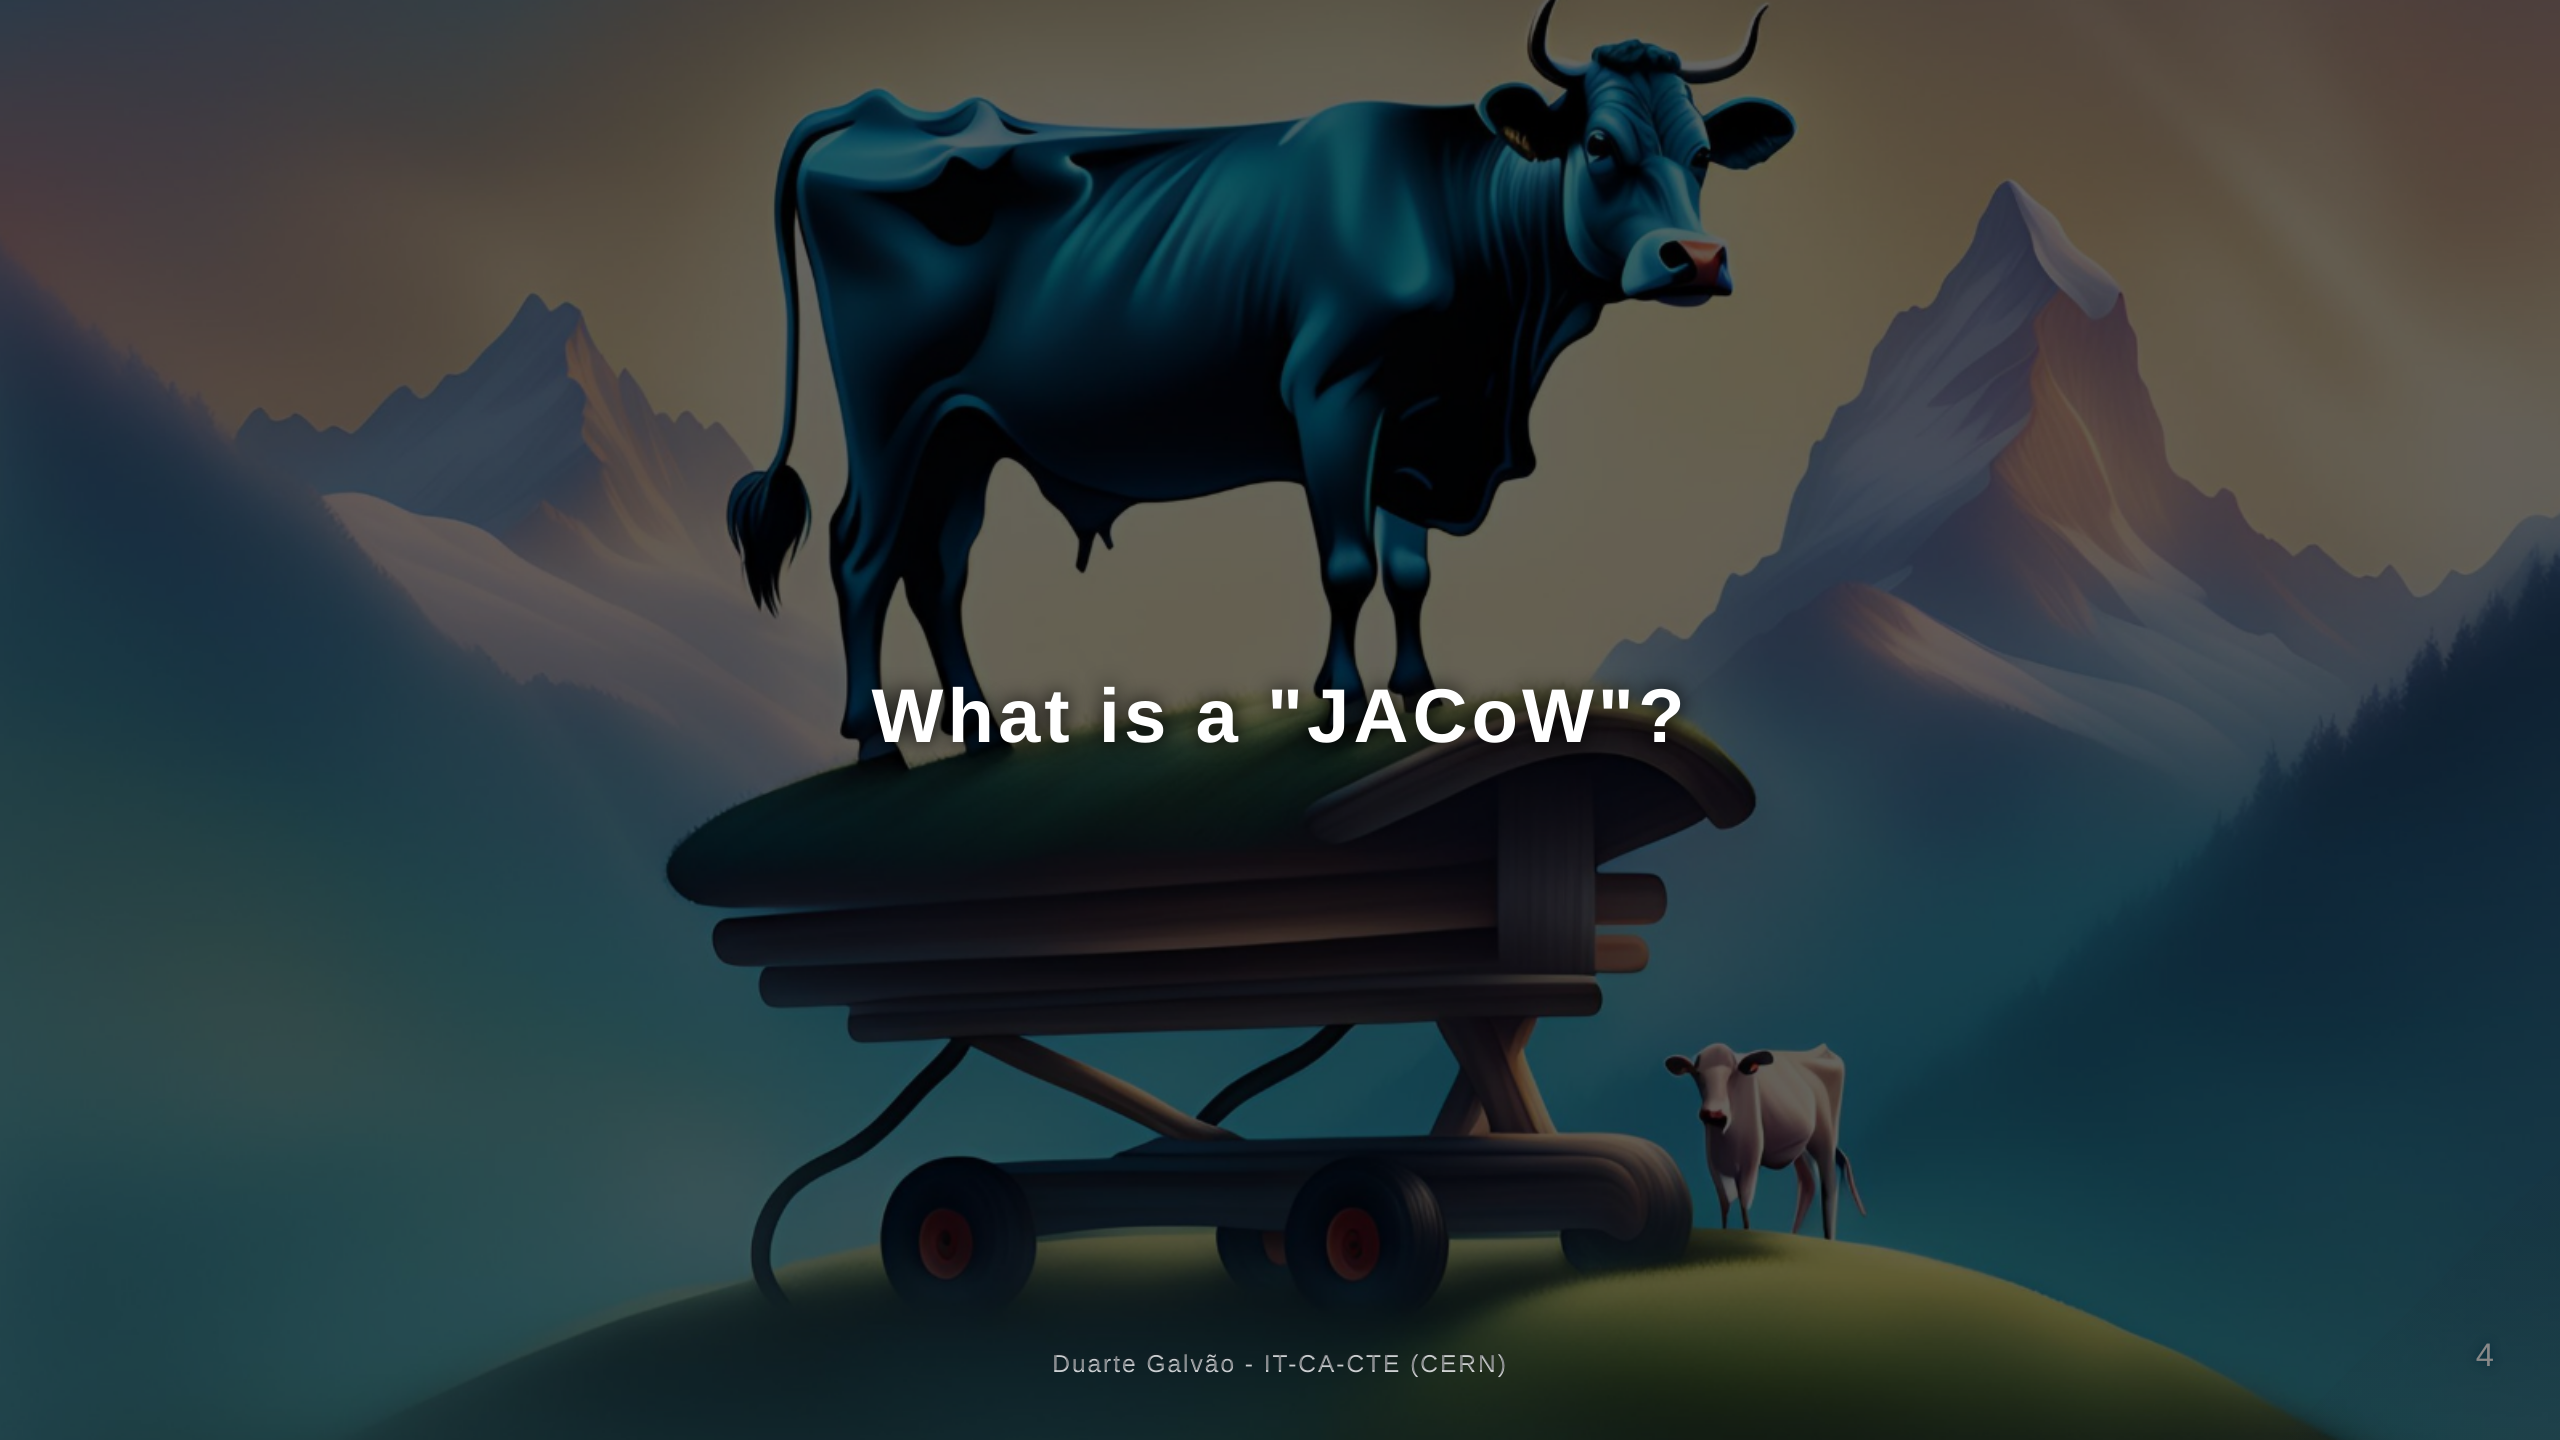 What is a "JACoW"?
Duarte Galvão - IT-CA-CTE (CERN)
4